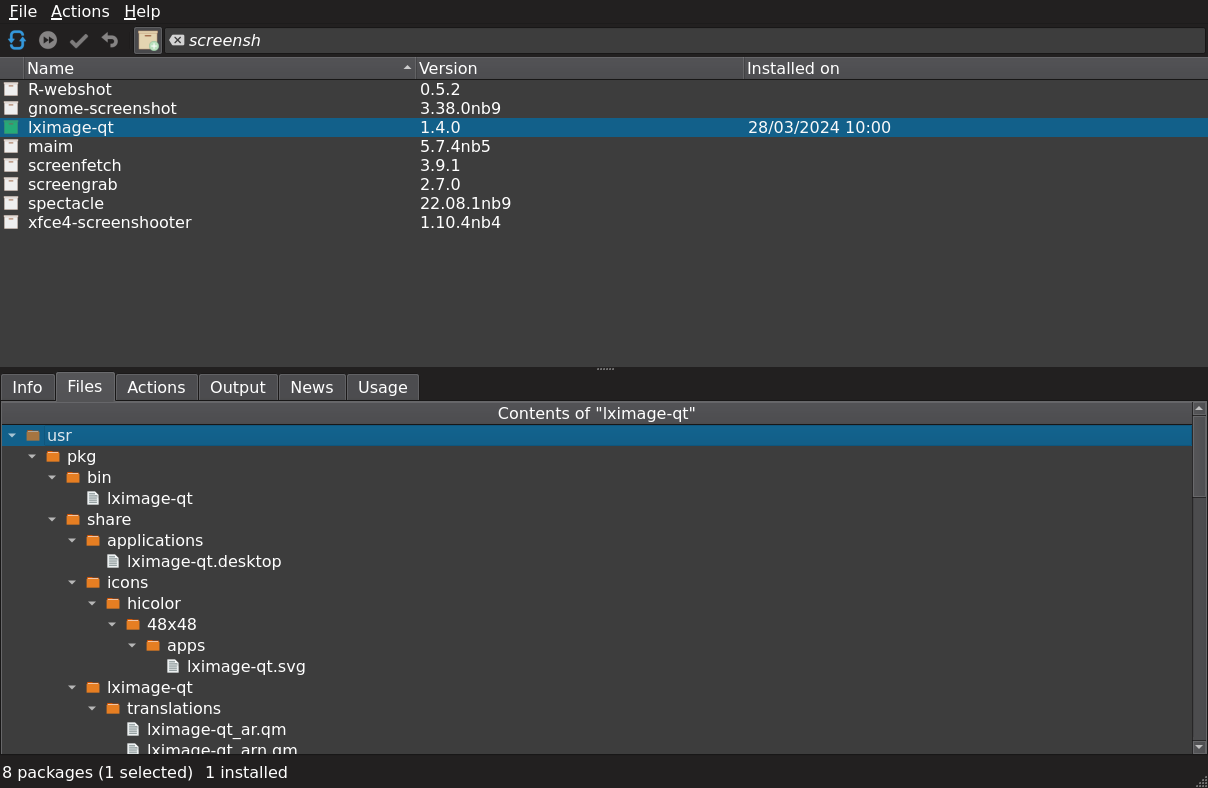 File Actions Help
screensh
Name Version Installed on
R-webshot 0.5.2
gnome-screenshot 3.38.0nb9
lximage-qt 1.4.0 28/03/2024 10:00
maim 5.7.4nb5
screenfetch 3.9.1
screengrab 2.7.0
spectacle 22.08.1nb9
xfce4-screenshooter 1.10.4nb4
Info Files Actions Output News Usage
Contents of "lximage-qt"
usr
pkg
bin
lximage-qt
share
applications
lximage-qt.desktop
icons
hicolor
48x48
apps
lximage-qt.svg
lximage-qt
translations
lximage-qt_ar.qm
lximage-qt_arn.qm
8 packages (1 selected) 1 installed